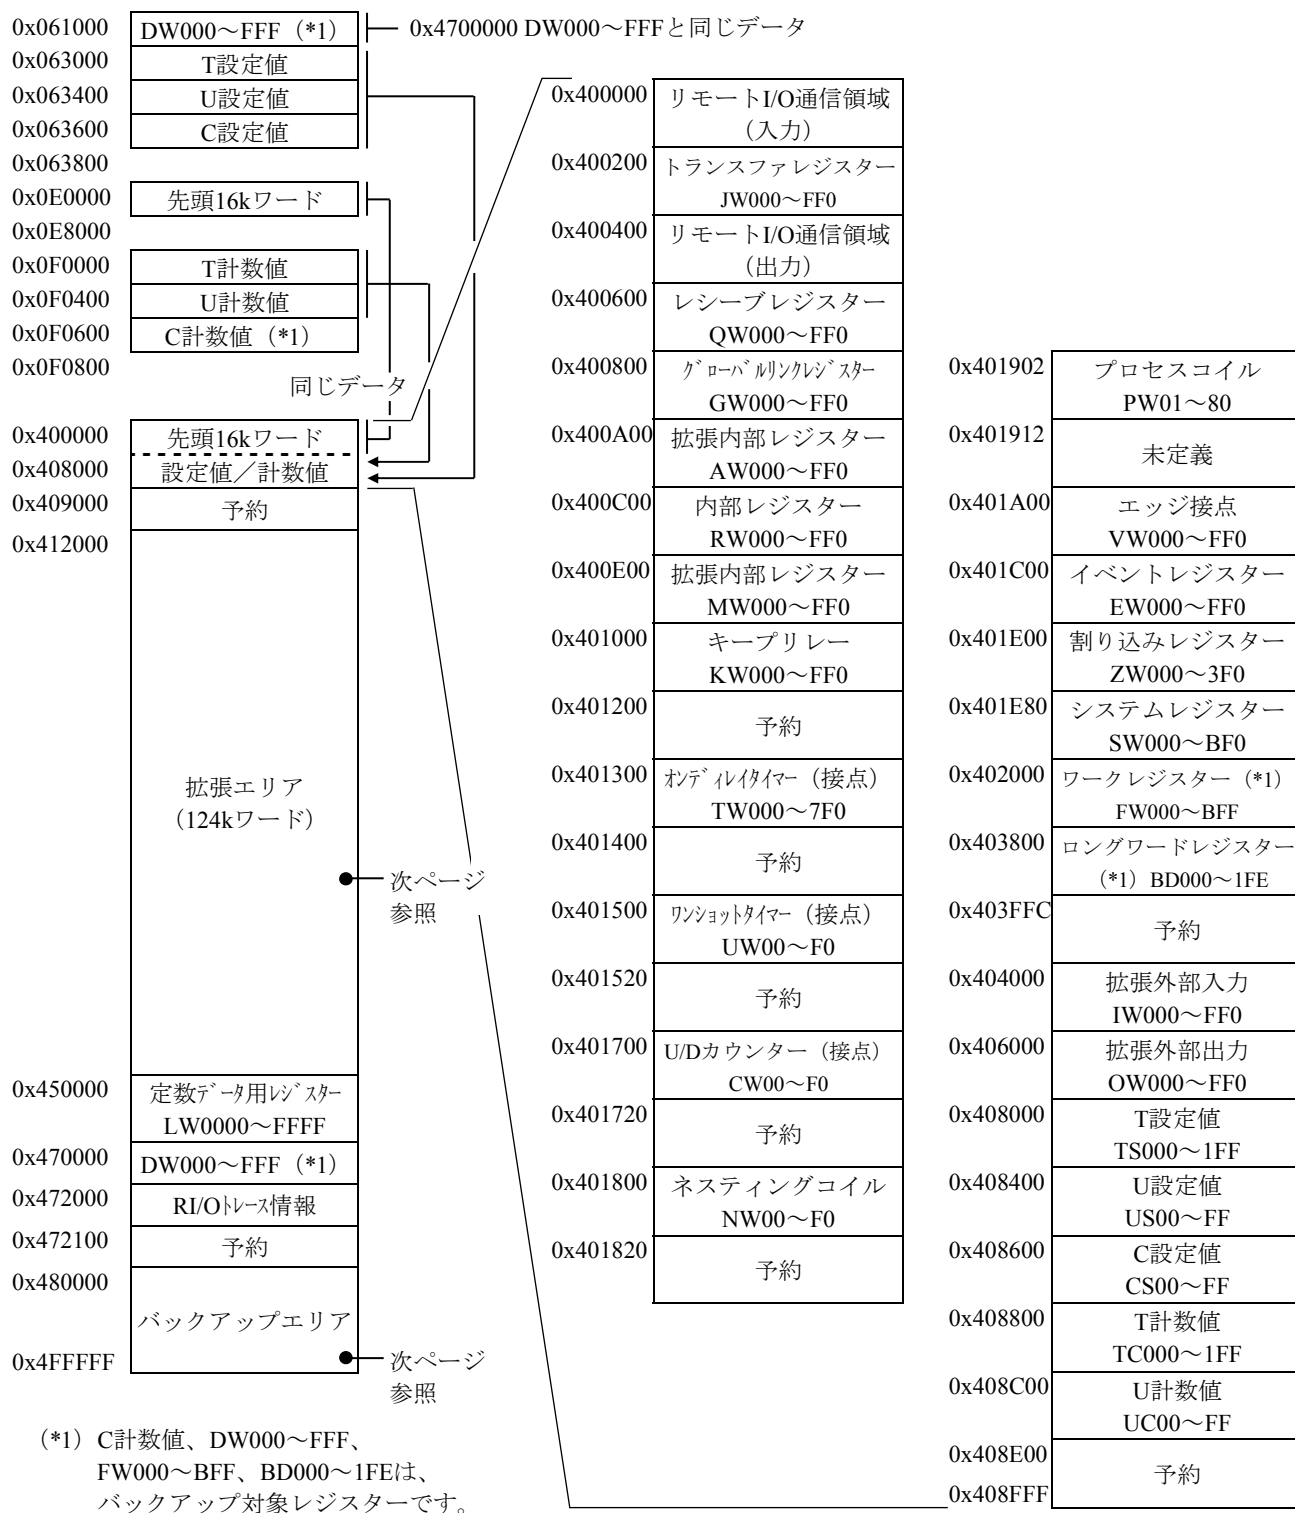 0x061000 DW000～FFF（*1） 0x4700000 DW000～FFFと同じデータ
0x063000 T設定値
0x063400 U設定値
0x063600 C設定値
0x063800
0x0E0000 先頭16kワード
0x0E8000
0x0F0000 T計数値
0x0F0400 U計数値
0x0F0600 C計数値（*1）
0x0F0800
同じデータ
0x400000 先頭16kワード
0x408000 設定値／計数値
0x409000 予約
0x412000
拡張エリア
（124kワード）
次ページ
参照
0x450000 定数ﾃﾞｰﾀ用ﾚｼﾞｽﾀｰ
LW0000～FFFF
0x470000 DW000～FFF（*1）
0x472000 RI/Oﾄﾚｰｽ情報
0x472100 予約
0x480000
バックアップエリア
0x4FFFFF
次ページ
参照
（*1）C計数値、DW000～FFF、
FW000～BFF、BD000～1FEは、
バックアップ対象レジスターです。
0x400000 リモートI/O通信領域
（入力）
0x400200 トランスファレジスター
JW000～FF0
0x400400 リモートI/O通信領域
（出力）
0x400600 レシーブレジスター
QW000～FF0
0x400800 ｸﾞﾛｰﾊﾞﾙﾘﾝｸﾚｼﾞｽﾀｰ
GW000～FF0
0x400A00 拡張内部レジスター
AW000～FF0
0x400C00 内部レジスター
RW000～FF0
0x400E00 拡張内部レジスター
MW000～FF0
0x401000 キープリレー
KW000～FF0
0x401200 予約
0x401300 ｵﾝﾃﾞｨﾚｲﾀｲﾏｰ（接点）
TW000～7F0
0x401400 予約
0x401500 ﾜﾝｼｮｯﾄﾀｲﾏｰ（接点）
UW00～F0
0x401520 予約
0x401700 U/Dカウンター（接点）
CW00～F0
0x401720 予約
0x401800 ネスティングコイル
NW00～F0
0x401820 予約
0x401902 プロセスコイル
PW01～80
0x401912 未定義
0x401A00 エッジ接点
VW000～FF0
0x401C00 イベントレジスター
EW000～FF0
0x401E00 割り込みレジスター
ZW000～3F0
0x401E80 システムレジスター
SW000～BF0
0x402000 ワークレジスター（*1）
FW000～BFF
0x403800 ロングワードレジスター
（*1）BD000～1FE
0x403FFC 予約
0x404000 拡張外部入力
IW000～FF0
0x406000 拡張外部出力
OW000～FF0
0x408000 T設定値
TS000～1FF
0x408400 U設定値
US00～FF
0x408600 C設定値
CS00～FF
0x408800 T計数値
TC000～1FF
0x408C00 U計数値
UC00～FF
0x408E00 予約
0x408FFF